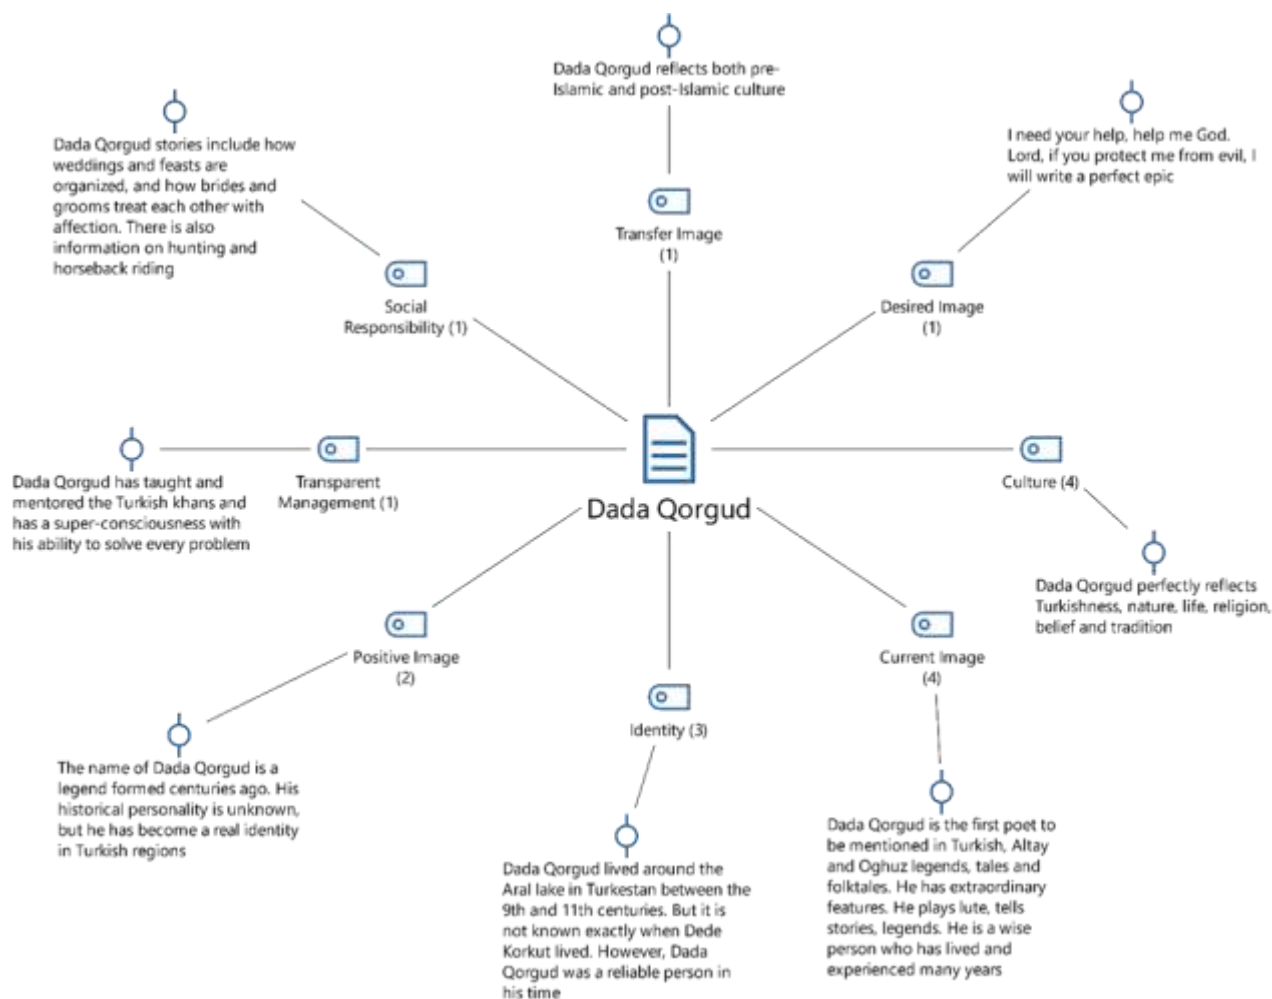 Dada Qorgud reflects both pre-
Islamic and post-Islamic culture
I need your help, help me God.
Lord, if you protect me from evil, I
will write a perfect epic
Dada Qorgud stories include how
weddings and feasts are
organized, and how brides and
grooms treat each other with
affection. There is also
information on hunting and
horseback riding
Transfer Image
(1)
Social
Responsibility (1)
Desired Image
(1)
Dada Qorgud has taught and
mentored the Turkish khans and
has a super-consciousness with
his ability to solve every problem
Transparent
Management (1)
Dada Qorgud
Culture (4)
Dada Qorgud perfectly reflects
Turkishness, nature, life, religion,
belief and tradition
Positive Image
(2)
Current Image
(4)
Identity (3)
The name of Dada Qorgud is a
legend formed centuries ago. His
historical personality is unknown,
but he has become a real identity
in Turkish regions
Dada Qorgud lived around the
Aral lake in Turkestan between the
9th and 11th centuries. But it is
not known exactly when Dede
Korkut lived. However, Dada
Qorgud was a reliable person in
his time
Dada Qorgud is the first poet to
be mentioned in Turkish, Altay
and Oghuz legends, tales and
folktales. He has extraordinary
features. He plays lute, tells
stories, legends. He is a wise
person who has lived and
experienced many years